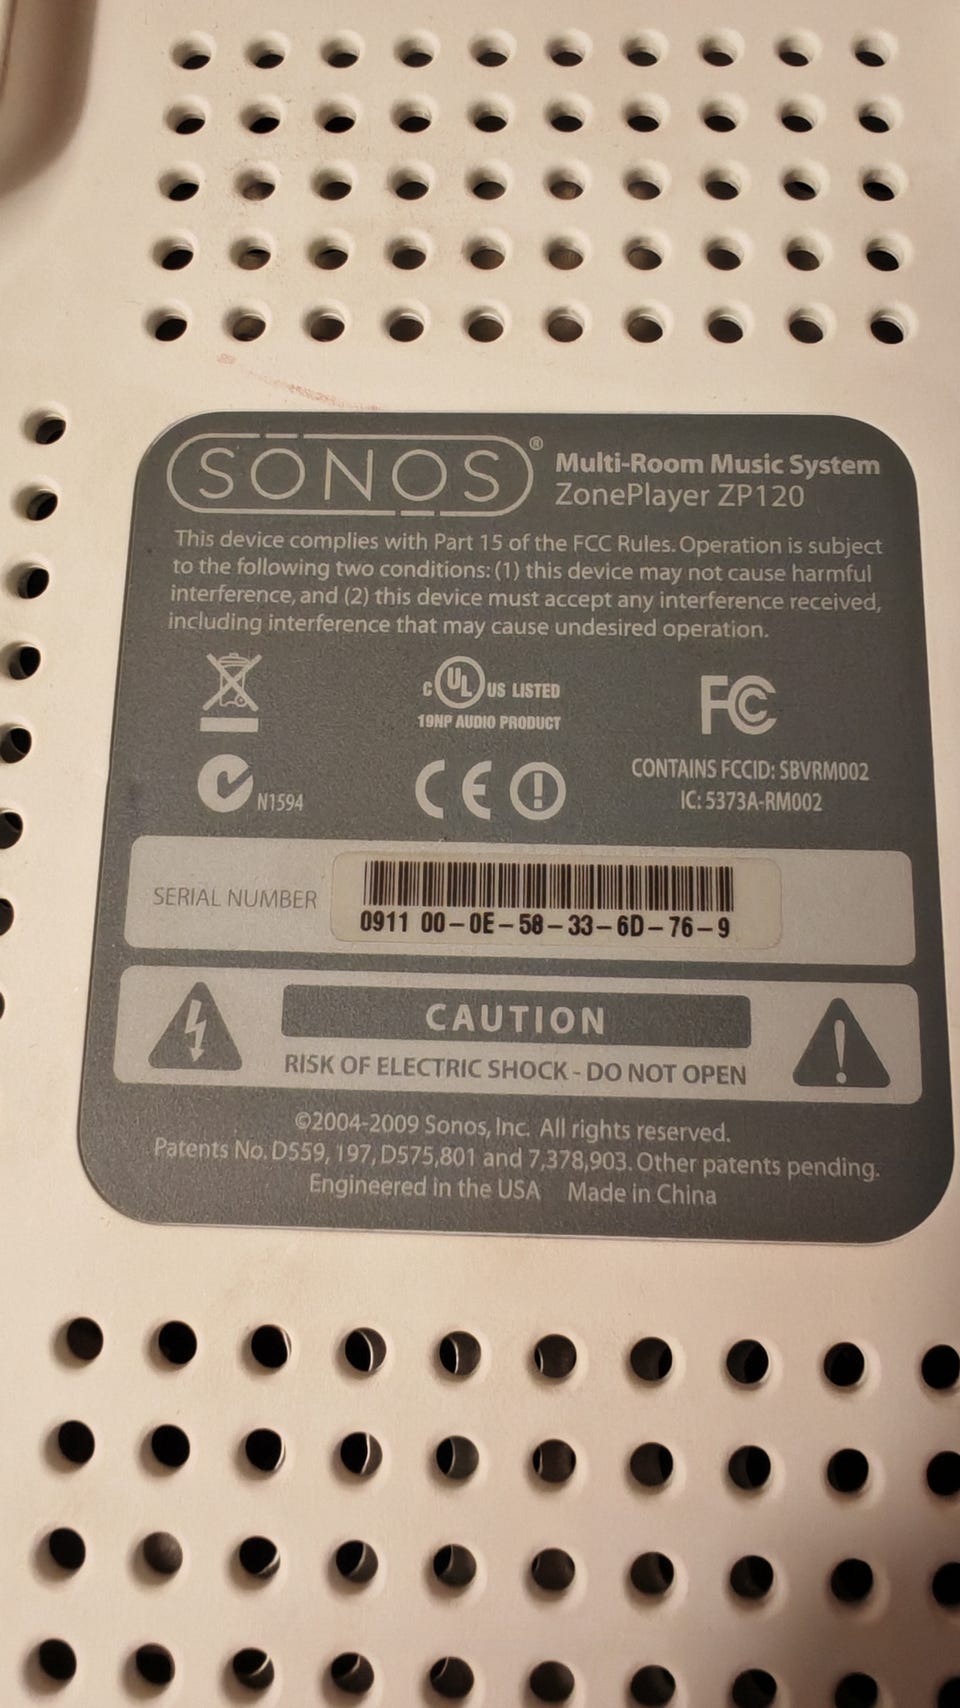 SONOS®
Multi-Room Music System
ZonePlayer ZP120
This device complies with Part 15 of the FCC Rules. Operation is subject
to the following two conditions: (1) this device may not cause harmful
interference, and (2) this device must accept any interference received,
including interference that may cause undesired operation.
C UL US LISTED
19NP AUDIO PRODUCT
FC
N1594
CE
CONTAINS FCCID: SBVRM002
IC: 5373A-RM002
SERIAL NUMBER
0911 00-0E-58-33-6D-76-9
CAUTION
RISK OF ELECTRIC SHOCK - DO NOT OPEN
©2004-2009 Sonos, Inc. All rights reserved.
Patents No. D559, 197, D575,801 and 7,378,903. Other patents pending.
Engineered in the USA Made in China